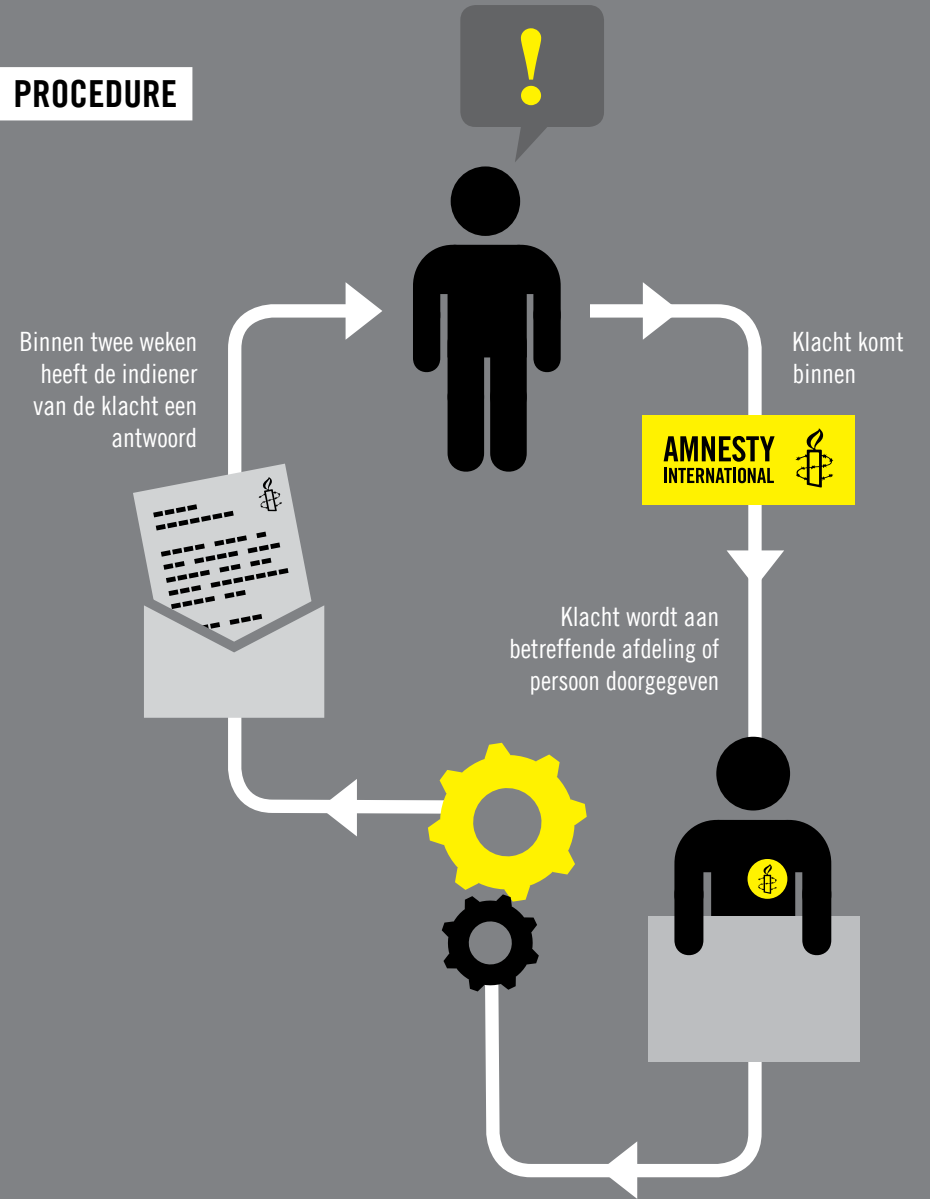 PROCEDURE
!
Klacht komt
binnen
AMNESTY
INTERNATIONAL
Klacht wordt aan
betreffende afdeling of
persoon doorgegeven
Binnen twee weken
heeft de indiener
van de klacht een
antwoord